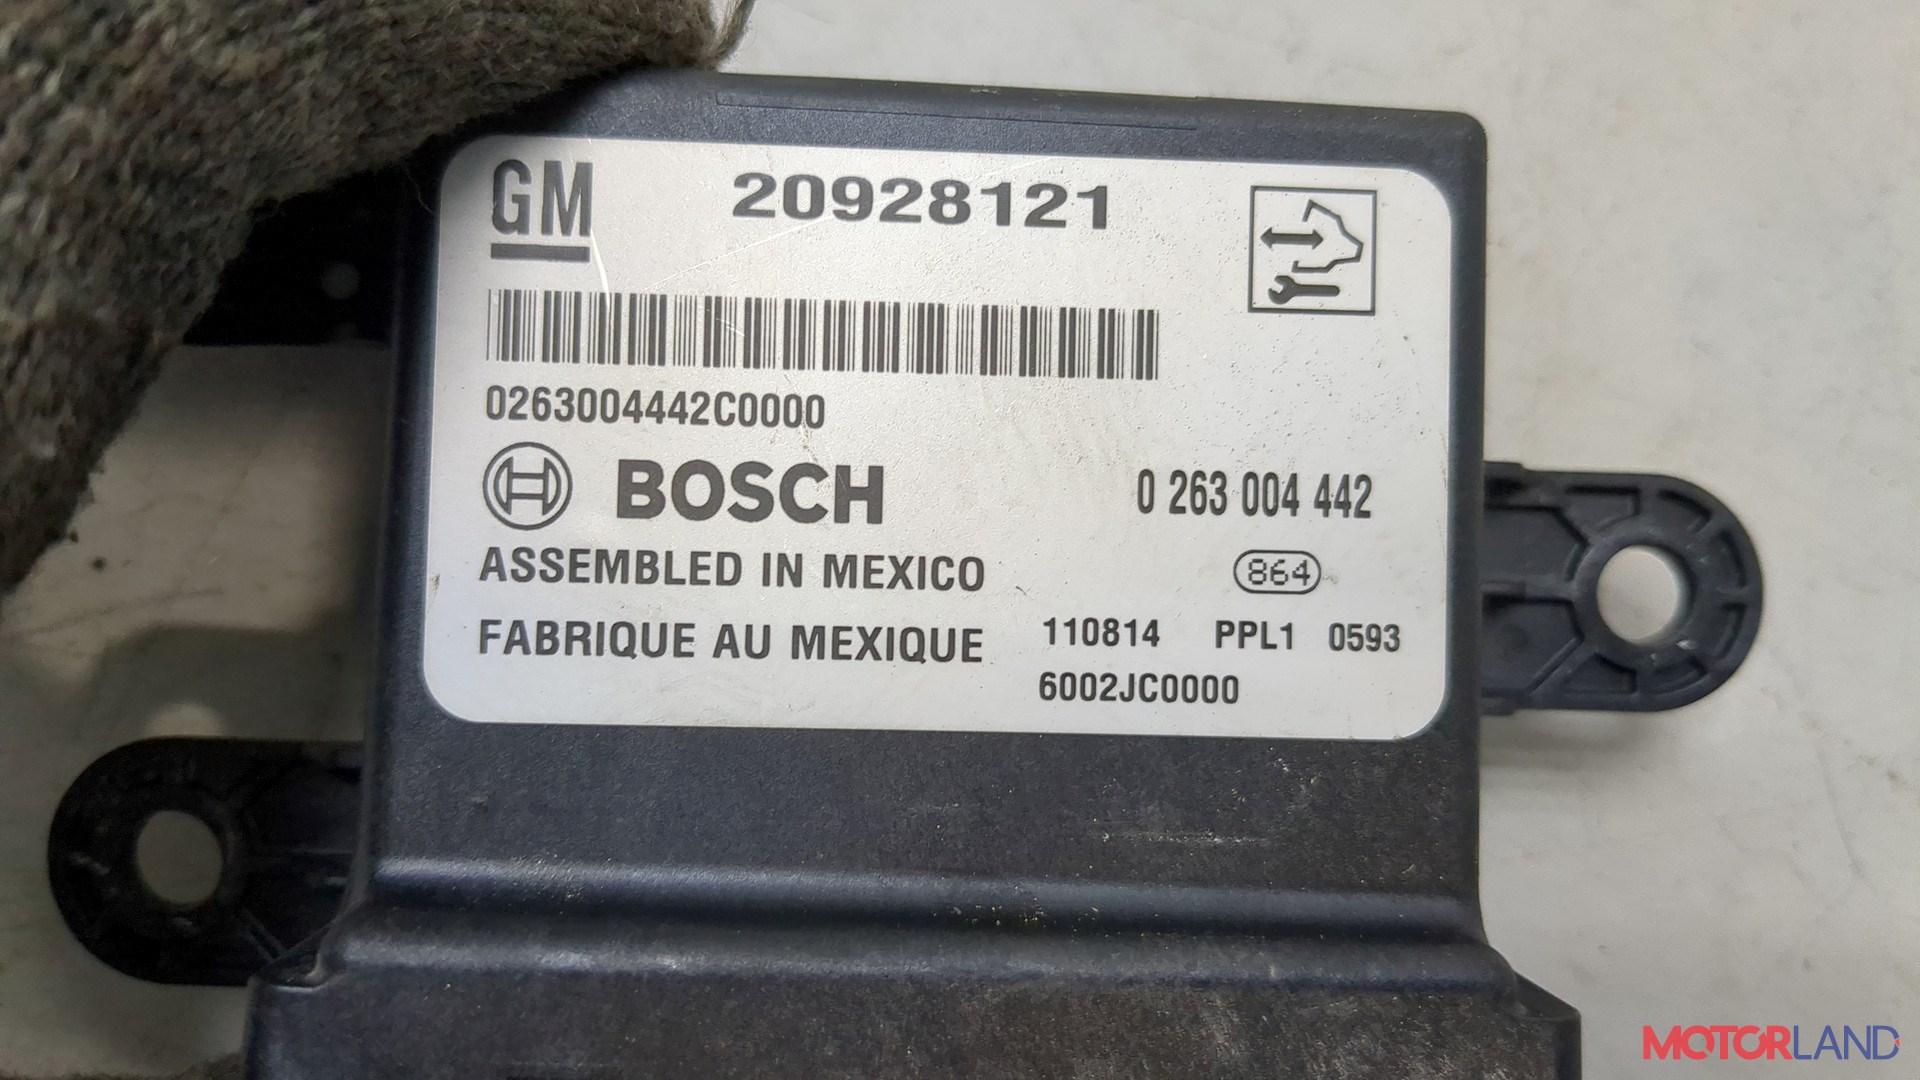 GM 20928121
0263004442C0000
BOSCH 0 263 004 442
ASSEMBLED IN MEXICO 864
FABRIQUE AU MEXIQUE 110814 PPL1 0593
6002JC0000
MOTORLAND